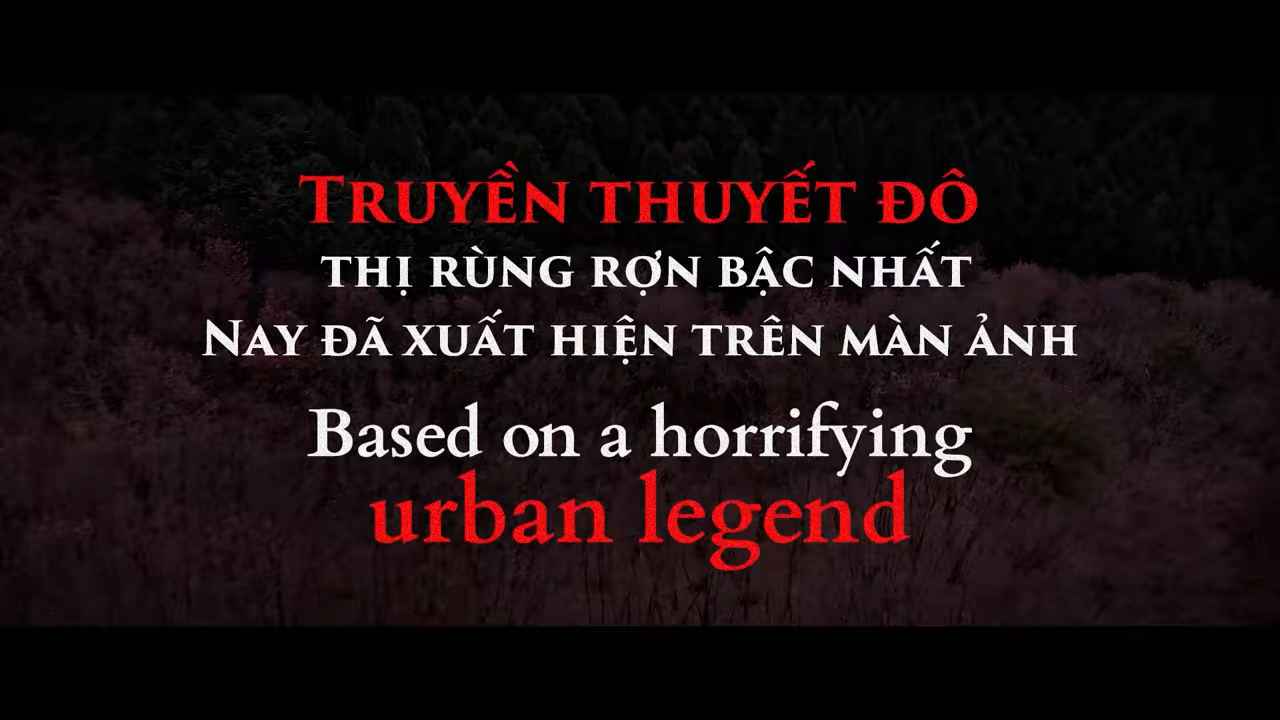 TRUYỀN THUYẾT ĐÔ
THỊ RÙNG RỢN BẬC NHẤT
NAY ĐÃ XUẤT HIỆN TRÊN MÀN ẢNH
Based on a horrifying
urban legend